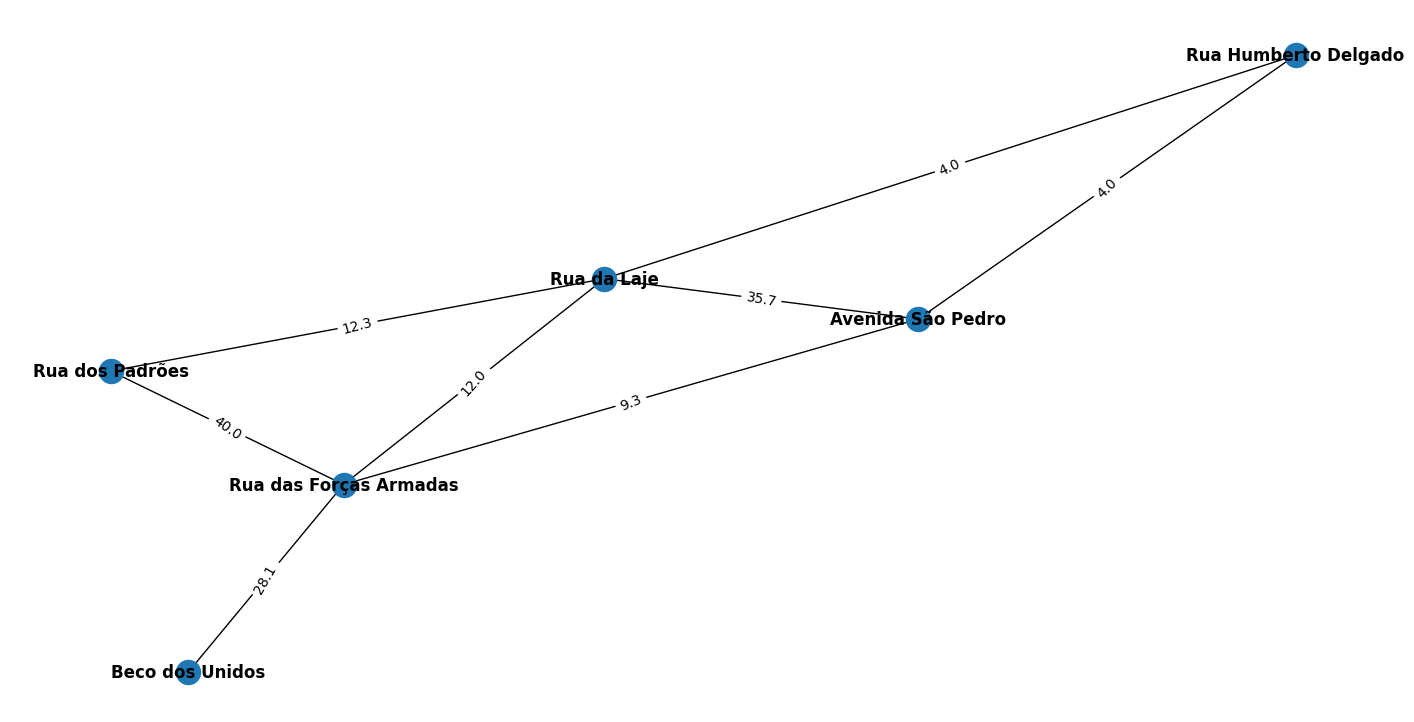 Rua Humberto Delgado
4.0
4.0
Rua da Laje
35.7
Avenida São Pedro
12.3
Rua dos Padrões
12.0
9.3
40.0
Rua das Forças Armadas
28.1
Beco dos Unidos